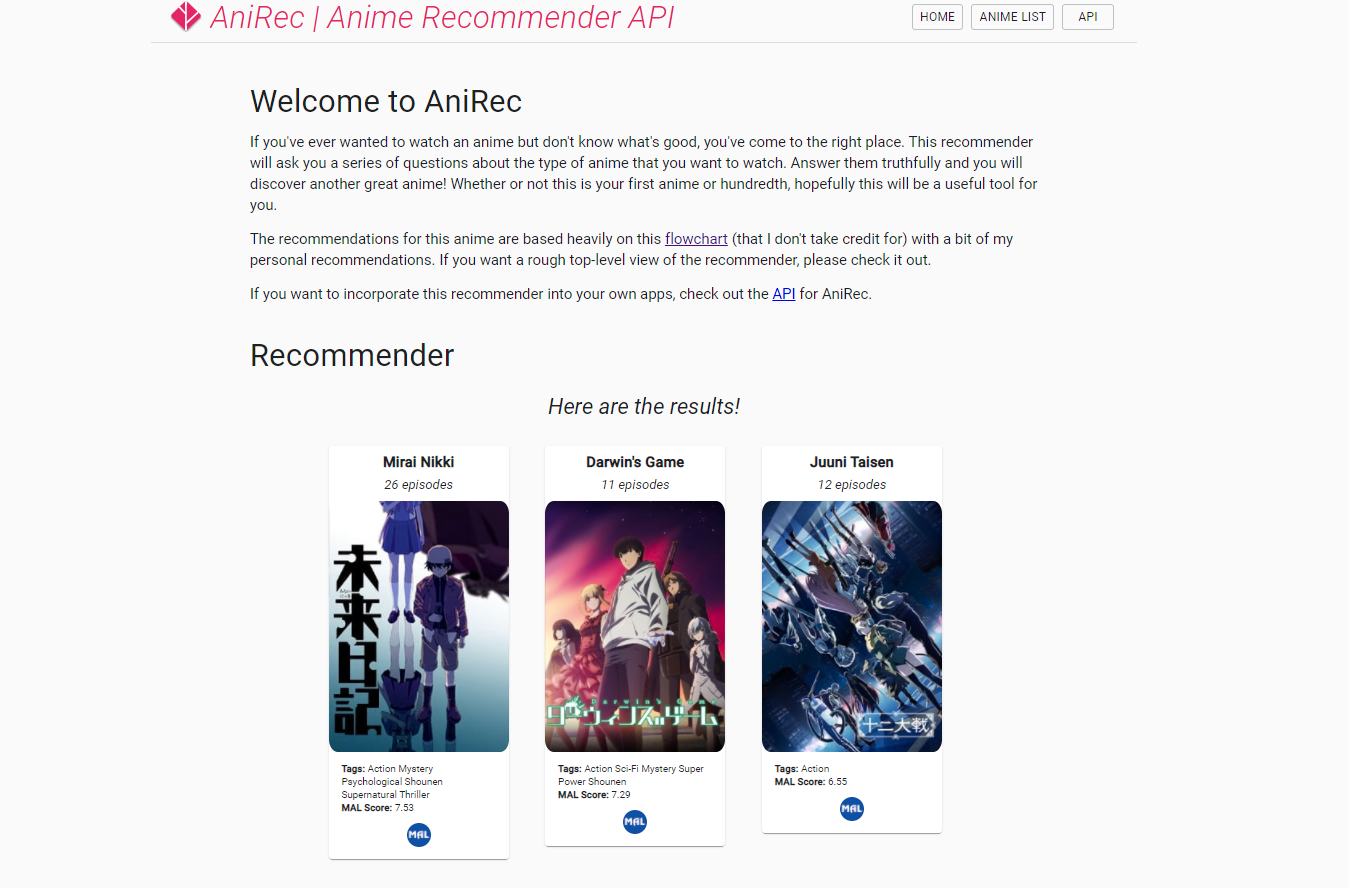 AniRec | Anime Recommender API
HOME
ANIME LIST
API
Welcome to AniRec
If you've ever wanted to watch an anime but don't know what's good, you've come to the right place. This recommender
will ask you a series of questions about the type of anime that you want to watch. Answer them truthfully and you will
discover another great anime! Whether or not this is your first anime or hundredth, hopefully this will be a useful tool for
you.
The recommendations for this anime are based heavily on this flowchart (that I don't take credit for) with a bit of my
personal recommendations. If you want a rough top-level view of the recommender, please check it out.
If you want to incorporate this recommender into your own apps, check out the API for AniRec.
Recommender
Here are the results!
Mirai Nikki
26 episodes
未来日記
Tags: Action Mystery
Psychological Shounen
Supernatural Thriller
MAL Score: 7.53
MAL
Darwin's Game
11 episodes
Darwin's Game
ダーウィンズゲーム
Tags: Action Sci-Fi Mystery Super
Power Shounen
MAL Score: 7.29
MAL
Juuni Taisen
12 episodes
十二大戦
Tags: Action
MAL Score: 6.55
MAL